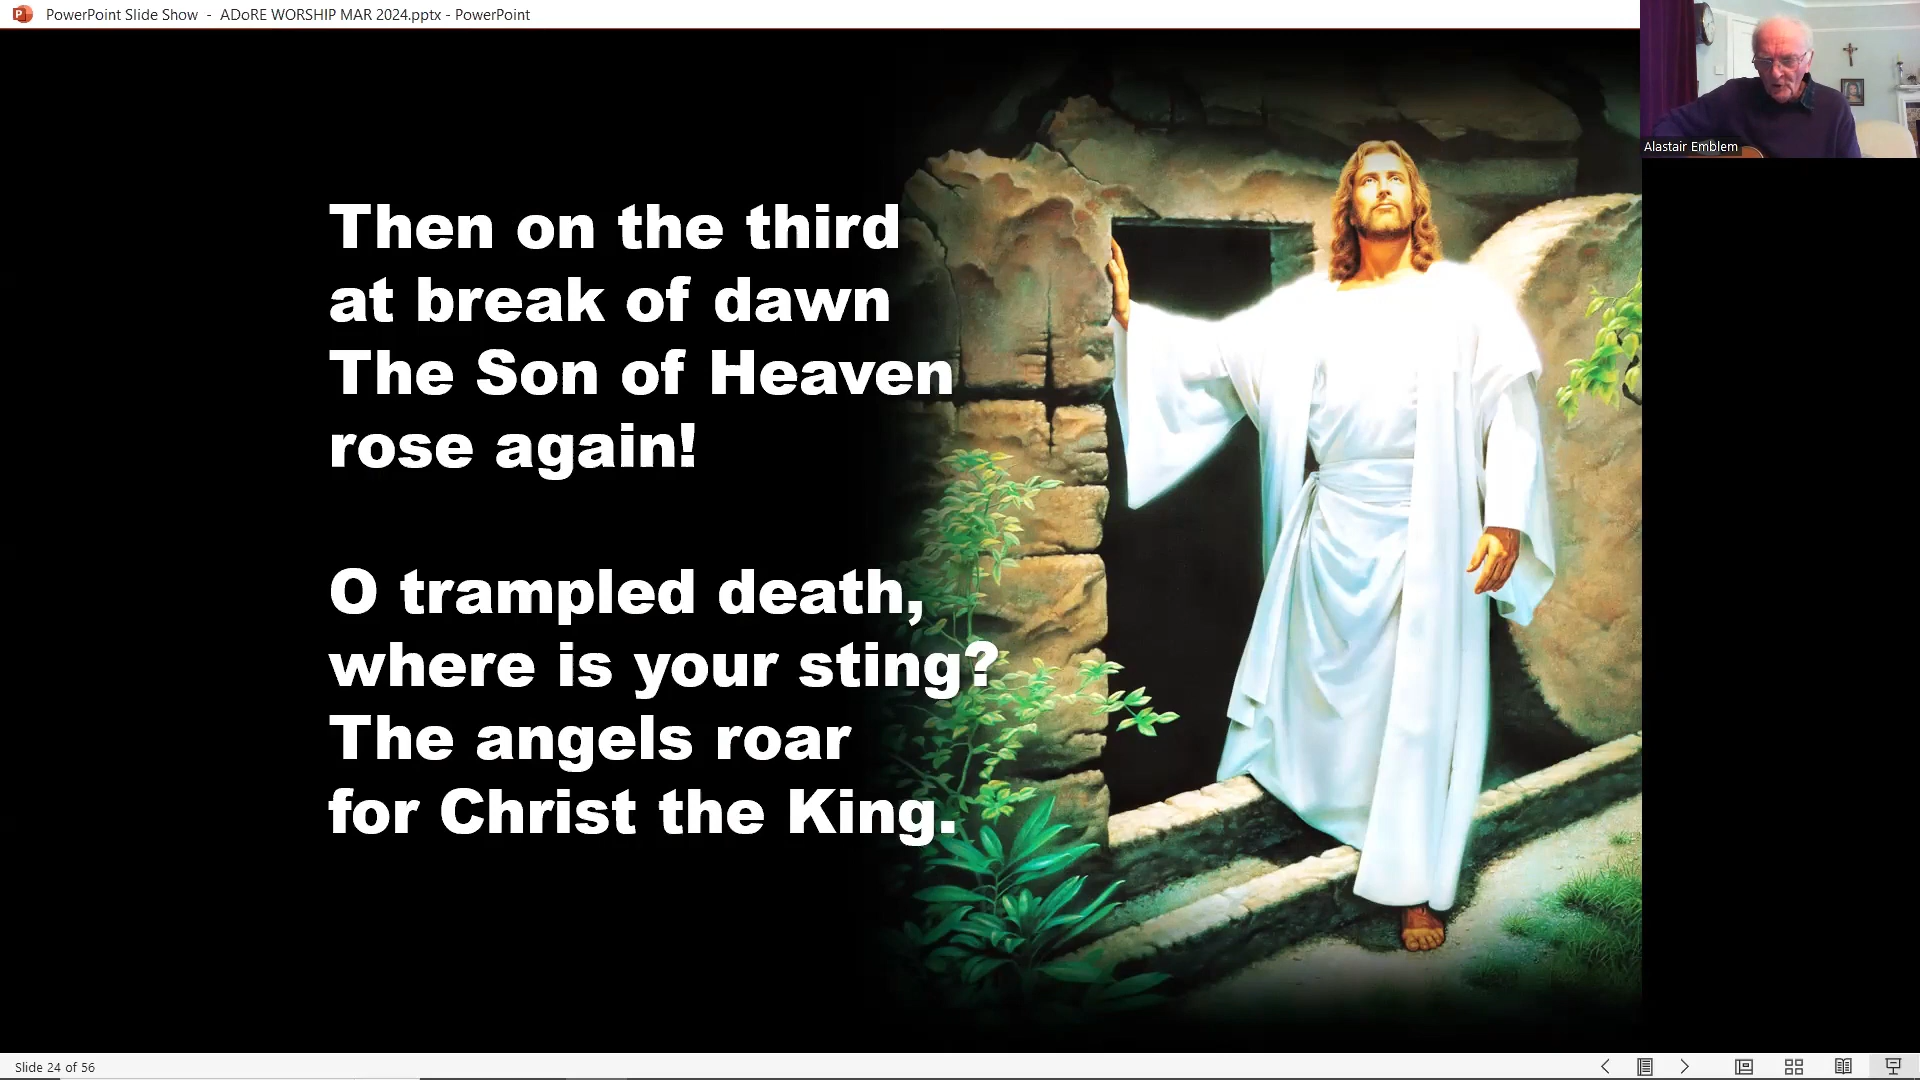 PowerPoint Slide Show - ADoRE WORSHIP MAR 2024.pptx - PowerPoint
Alastair Emblem
Then on the third
at break of dawn
The Son of Heaven
rose again!
O trampled death,
where is your sting?
The angels roar
for Christ the King.
Slide 24 of 56